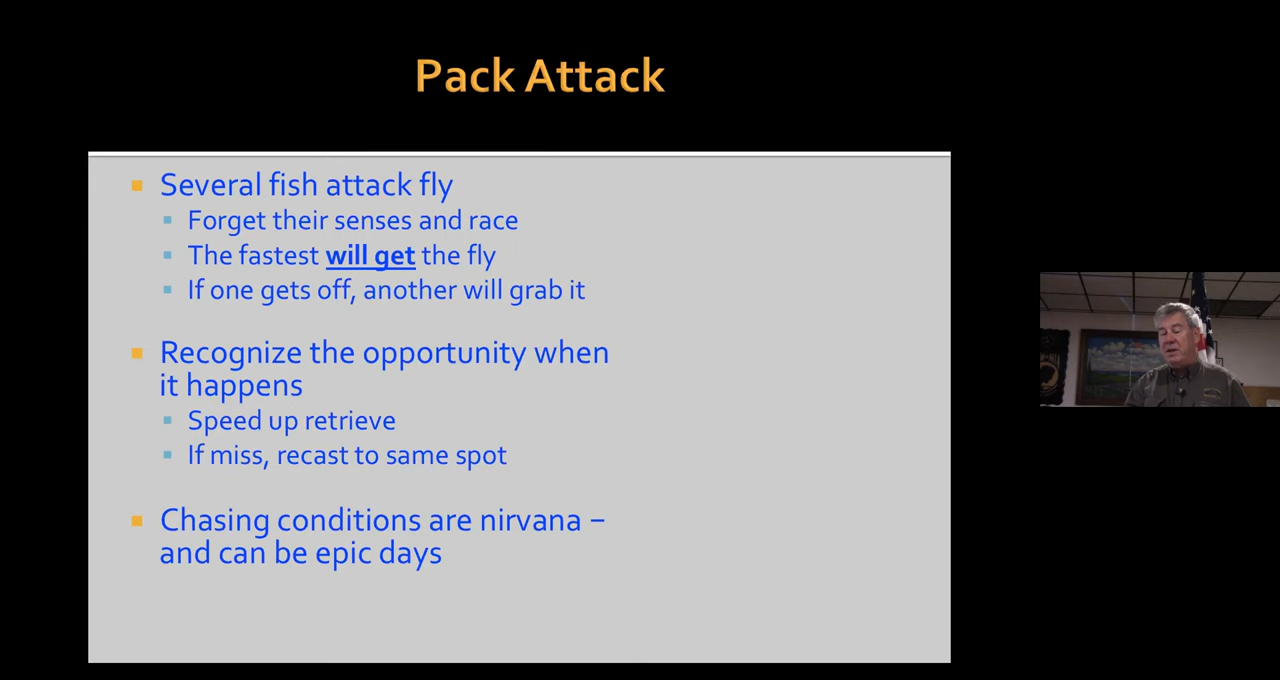 Pack Attack
Several fish attack fly
Forget their senses and race
The fastest will get the fly
If one gets off, another will grab it
Recognize the opportunity when
it happens
Speed up retrieve
If miss, recast to same spot
Chasing conditions are nirvana –
and can be epic days